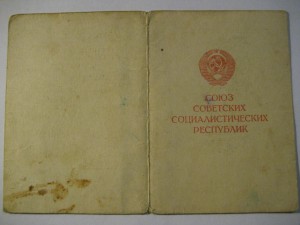 СОЮЗ
СОВЕТСКИХ
СОЦИАЛИСТИЧЕСКИХ
РЕСПУБЛИК